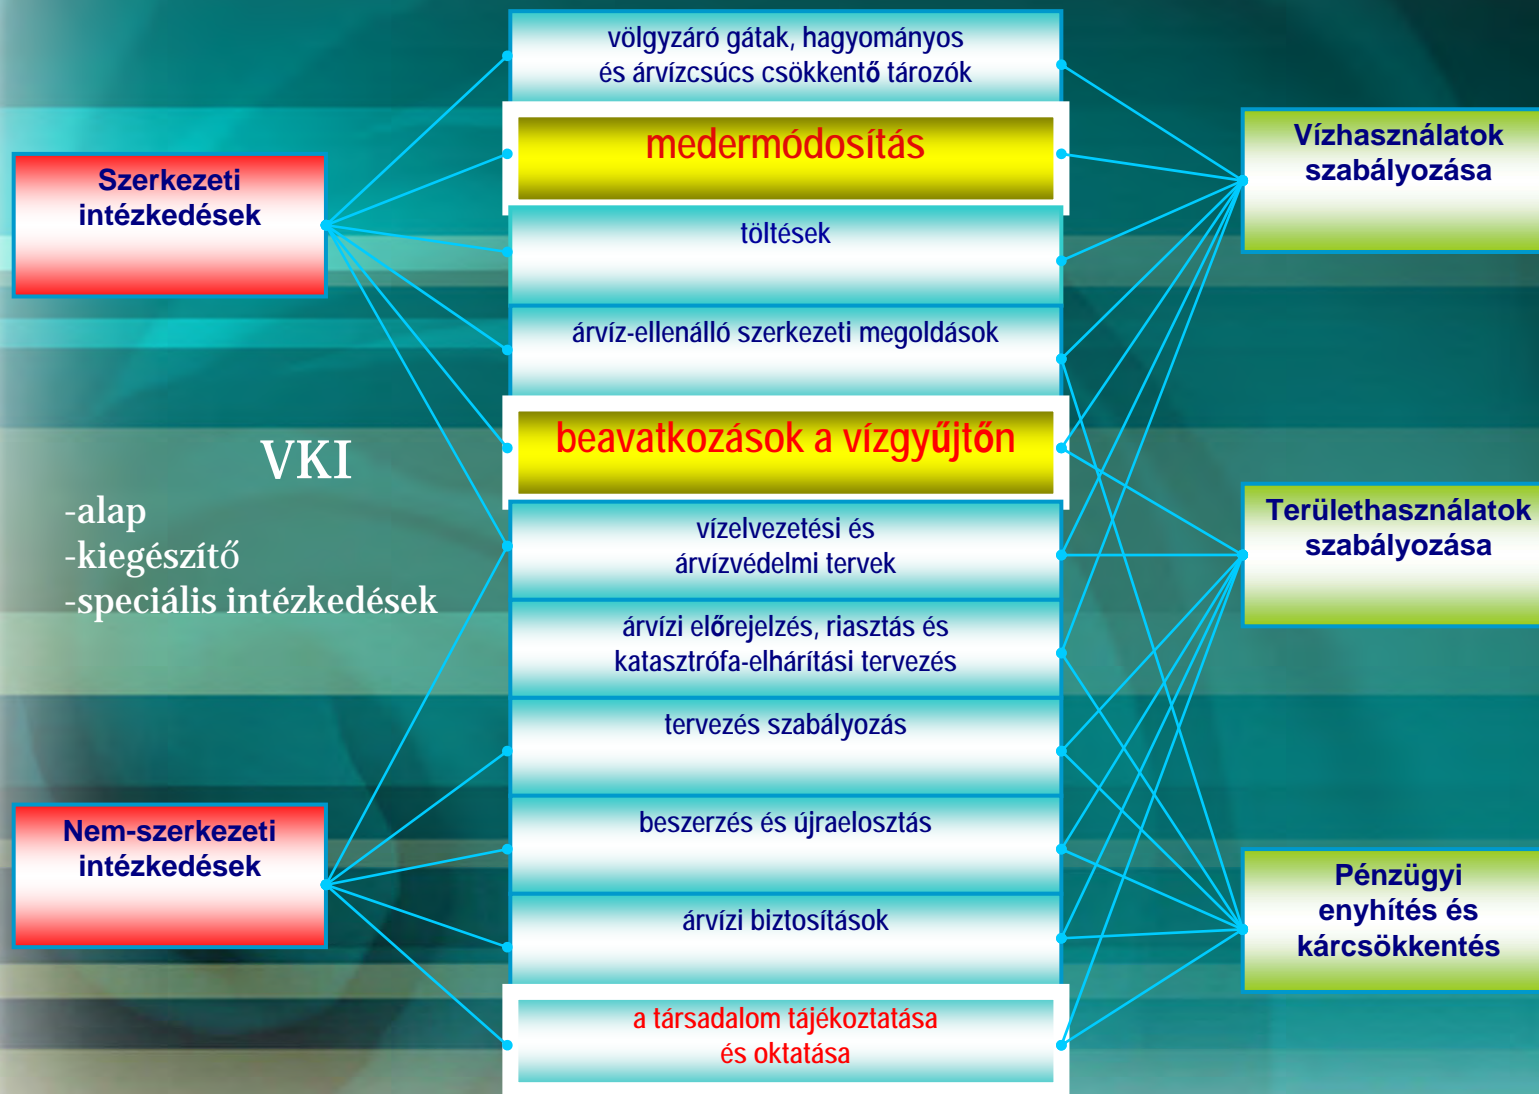 völgyzáró gátak, hagyományos
és árvízcsúcs csökkentő tározók
medermódosítás
töltések
árvíz-ellenálló szerkezeti megoldások
beavatkozások a vízgyűjtőn
vízelvezetési és
árvízvédelmi tervek
árvízi előrejelzés, riasztás és
katasztrófa-elhárítási tervezés
tervezés szabályozás
beszerzés és újraelosztás
árvízi biztosítások
a társadalom tájékoztatása
és oktatása
Szerkezeti
intézkedések
VKI
-alap
-kiegészítő
-speciális intézkedések
Nem-szerkezeti
intézkedések
Vízhasználatok
szabályozása
Területhasználatok
szabályozása
Pénzügyi
enyhítés és
kárcsökkentés